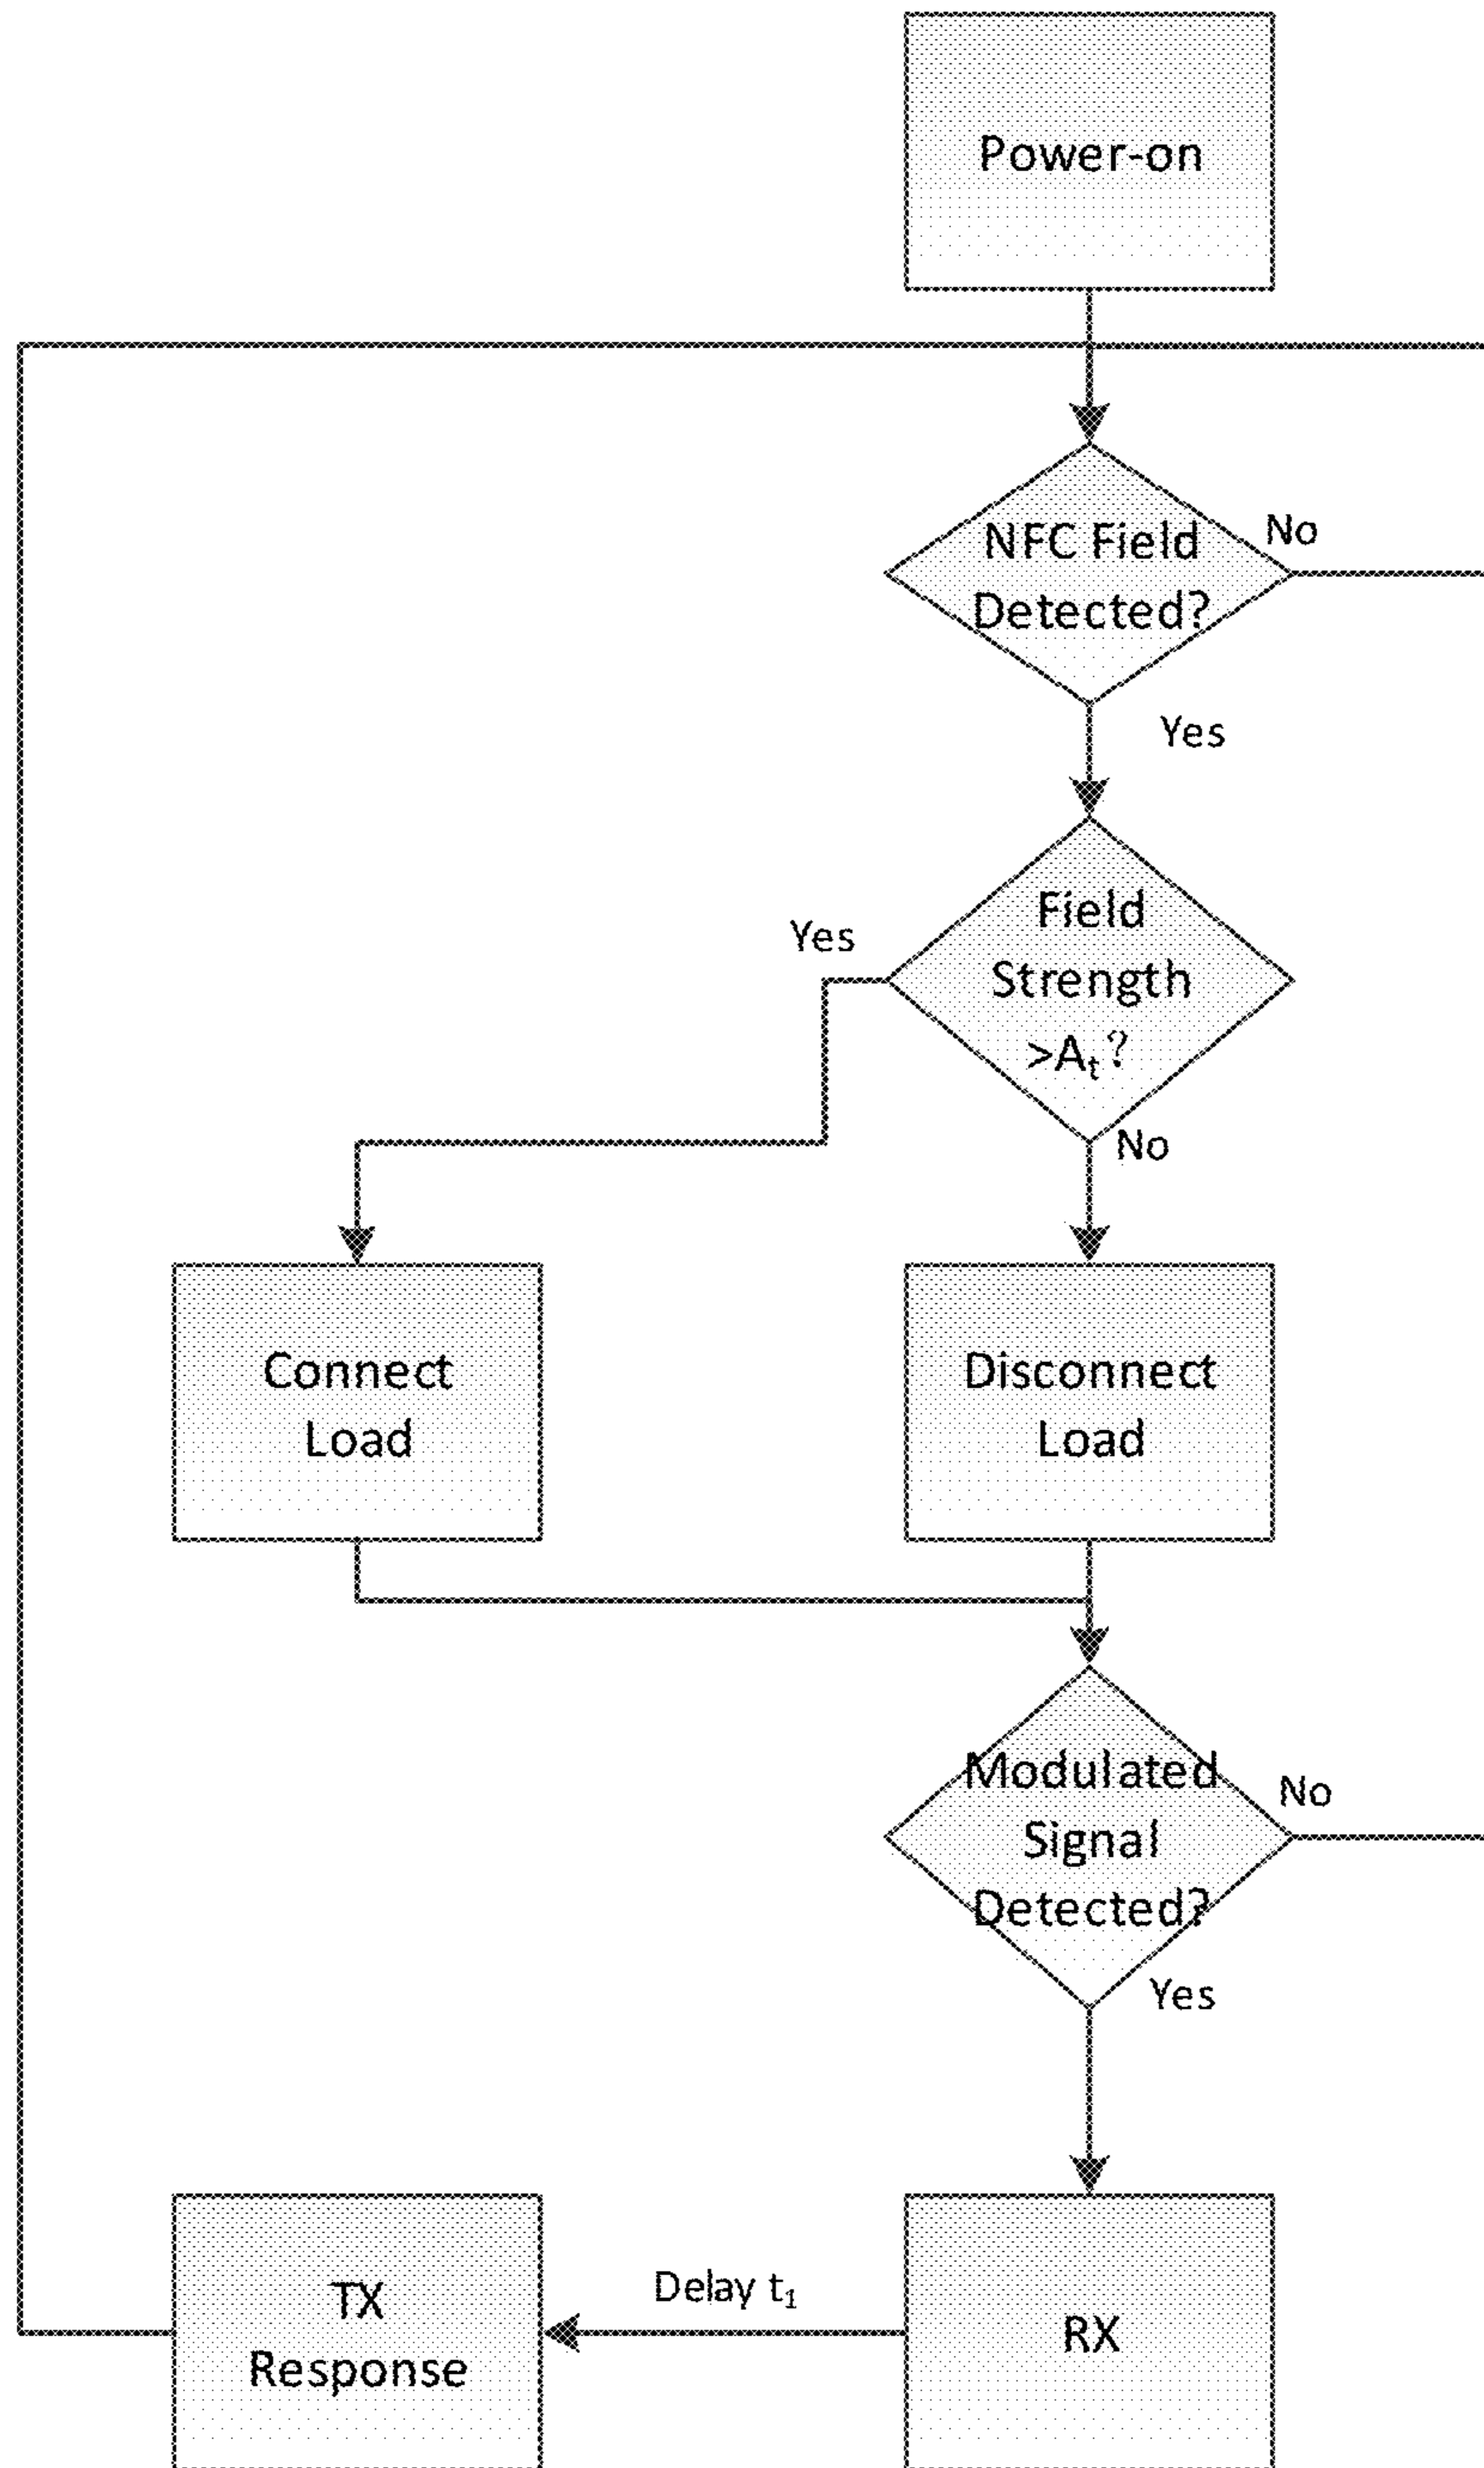 Power-on
NFC Field
Detected?
No
Yes
Field
Strength
>At?
Yes
No
Connect
Load
Disconnect
Load
Modulated
Signal
Detected?
No
Yes
TX
Response
Delay t1
RX